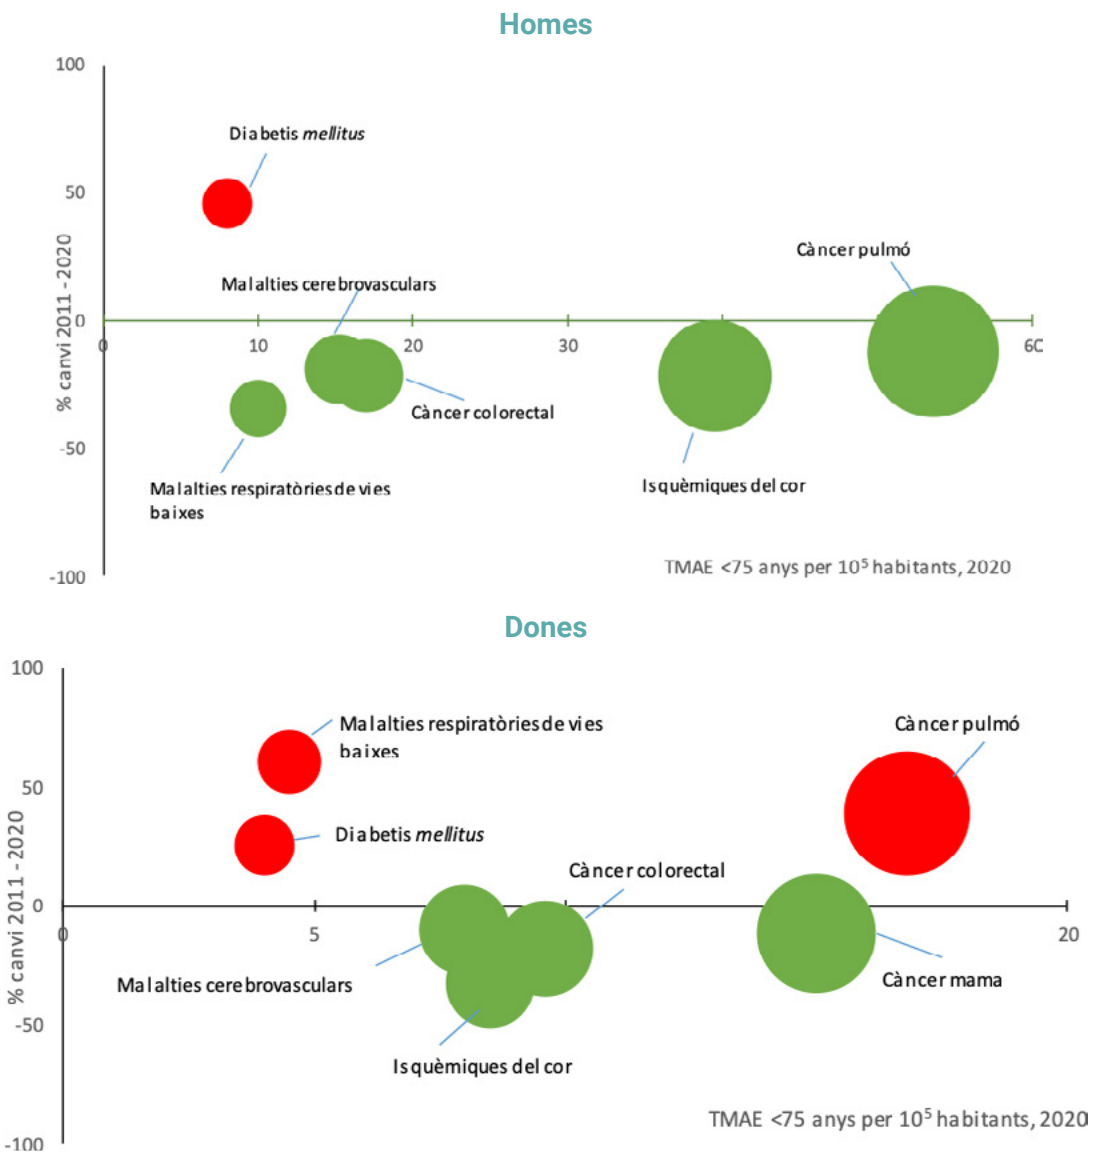 Homes
100
Diabetis mellitus
50
Càncer pulmó
Malalties cerebrovasculars
% canvi 2011 - 2020
0
0
10
20
30
60
Càncer colorectal
-50
Malalties respiratòries de vies
baixes
Isquèmiques del cor
TMAE <75 anys per 10⁵ habitants, 2020
-100
Dones
100
Malalties respiratòries de vies
baixes
Càncer pulmó
50
Diabetis mellitus
Càncer colorectal
% canvi 2011 - 2020
0
0
5
20
Malalties cerebrovasculars
Càncer mama
-50
Isquèmiques del cor
TMAE <75 anys per 10⁵ habitants, 2020
-100